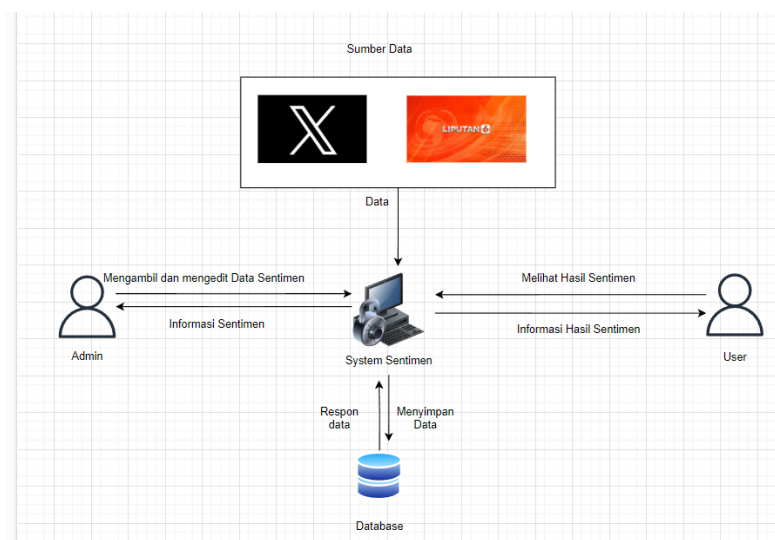 Sumber Data
X
LIPUTAN6
Data
Mengambil dan mengedit Data Sentimen
Melihat Hasil Sentimen
Informasi Sentimen
Informasi Hasil Sentimen
Admin
System Sentimen
User
Respon
data
Menyimpan
Data
Database